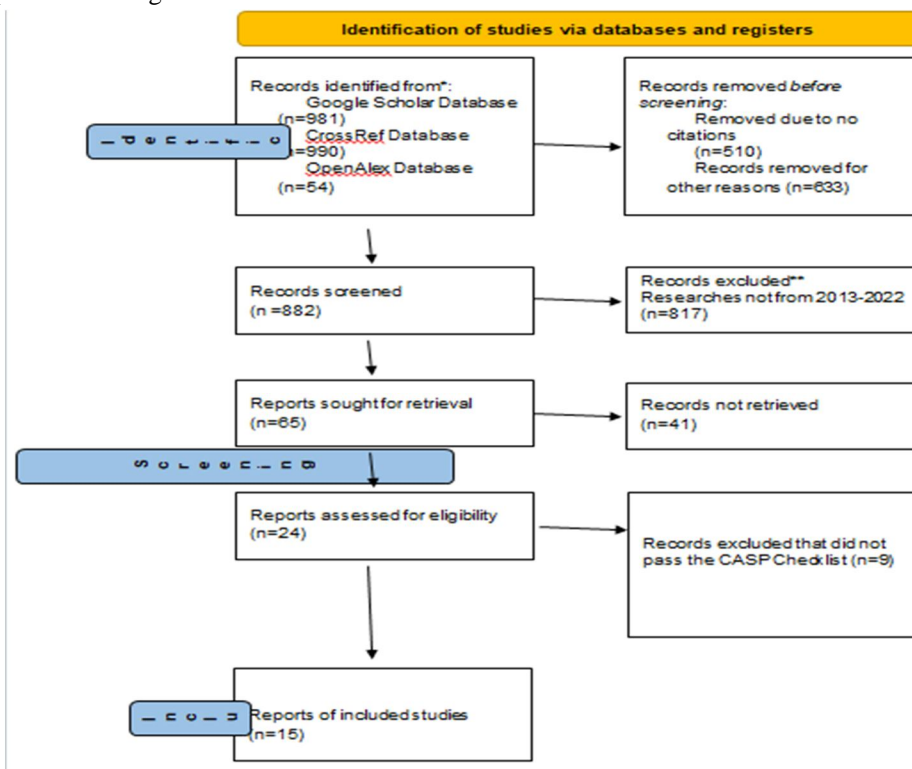 Identification of studies via databases and registers
Records identified from*:
Google Scholar Database
(n=981)
CrossRef Database
n=990)
OpenAlex Database
(n=54)
Records removed before
screening:
Removed due to no
citations
(n=510)
Records removed for
other reasons (n=633)
Identific
Records screened
(n =882)
Records excluded**
Researches not from 2013-2022
(n=817)
Reports sought for retrieval
(n=65)
Records not retrieved
(n=41)
Screening
Reports assessed for eligibility
(n=24)
Records excluded that did not
pass the CASP Checklist (n=9)
Inclu
Reports of included studies
(n=15)